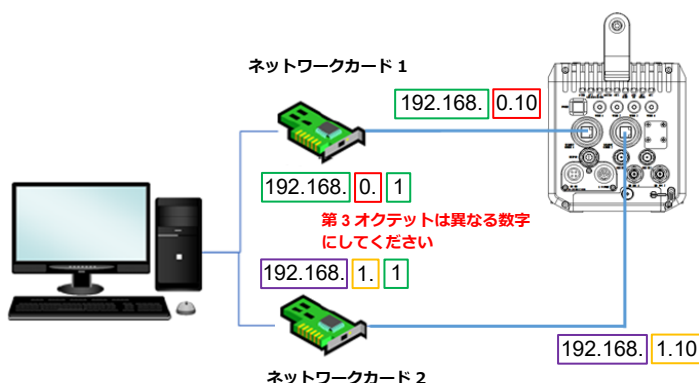 ネットワークカード 1
192.168. 0.10
192.168. 0. 1
第 3 オクテットは異なる数字
にしてください
192.168. 1. 1
192.168. 1.10
ネットワークカード 2